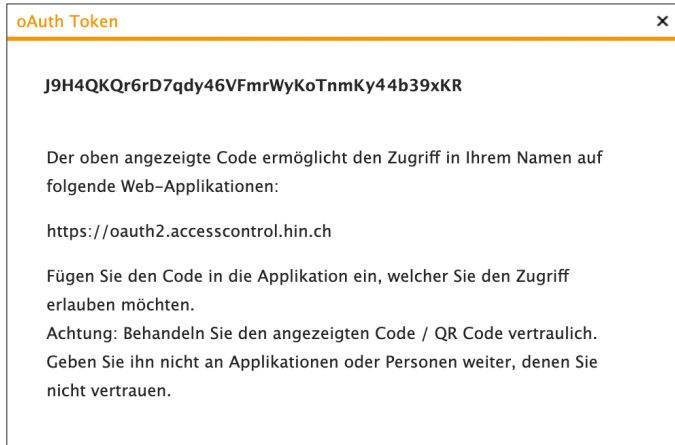 oAuth Token
J9H4QKQr6rD7qdy46VFmrWyKoTnmKy44b39xKR
Der oben angezeigte Code ermöglicht den Zugriff in Ihrem Namen auf
folgende Web-Applikationen:
https://oauth2.accesscontrol.hin.ch
Fügen Sie den Code in die Applikation ein, welcher Sie den Zugriff
erlauben möchten.
Achtung: Behandeln Sie den angezeigten Code / QR Code vertraulich.
Geben Sie ihn nicht an Applikationen oder Personen weiter, denen Sie
nicht vertrauen.